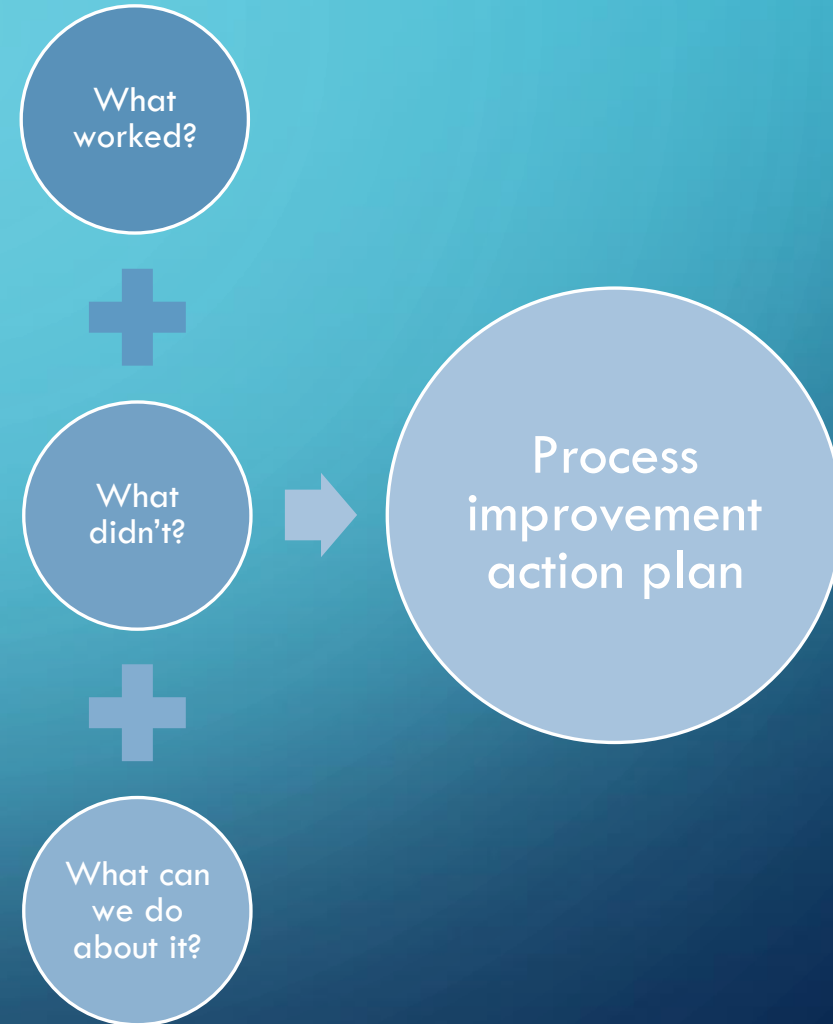 What
worked?
What
didn't?
What can
we do
about it?
Process
improvement
action plan